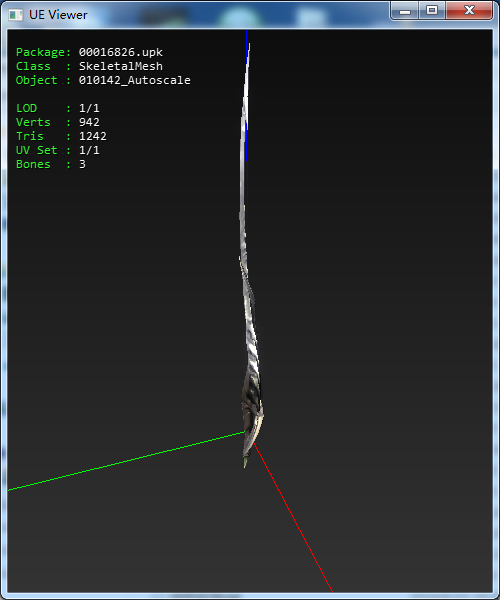 UE Viewer
Package: 00016826.upk
Class : SkeletalMesh
Object : 010142_Autoscale
LOD : 1/1
Verts : 942
Tris : 1242
UV Set : 1/1
Bones : 3